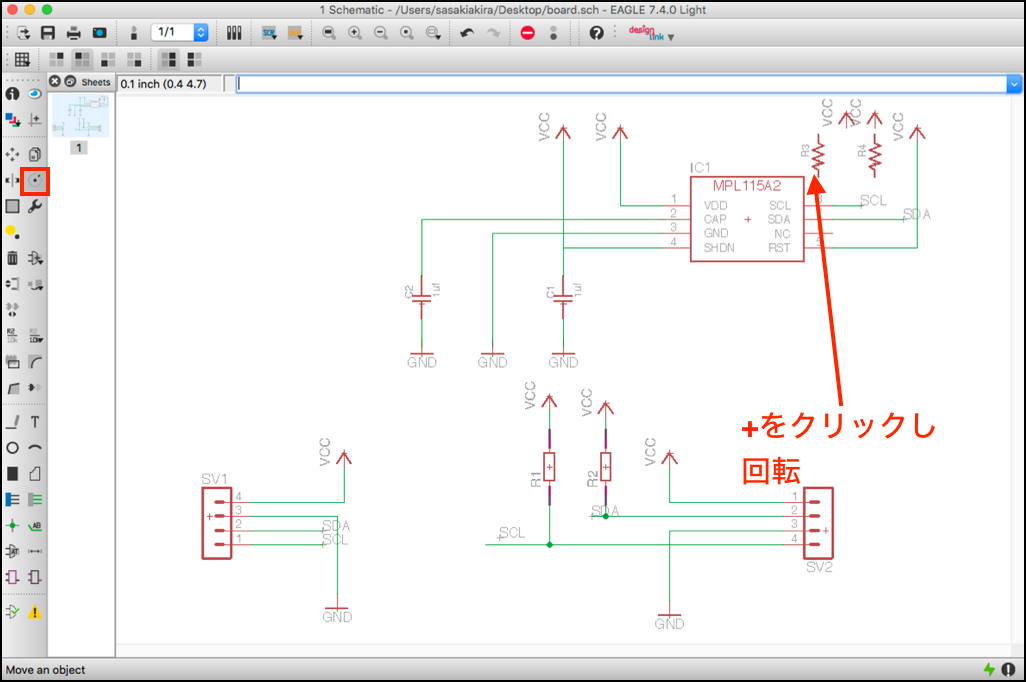 1 Schematic - /Users/sasakiakira/Desktop/board.sch - EAGLE 7.4.0 Light
1/1
SCR
ULP
design
link
Sheets
0.1 inch (0.4 4.7)
1
VCC
VCC
VCC
VCC
VCC
R3
R4
IC1
MPL115A2
1 VDD SCL 8 SCL
2 CAP SDA SDA
3 GND NC
4 SHDN RST 5
C2
1uf
C1
1uf
GND
GND
GND
VCC
VCC
R1
R2
+をクリックし
回転
SV1
VCC
4
3
2 SDA
1 SCL
GND
VCC
SDA
SCL
1
2
3
4
SV2
GND
Move an object